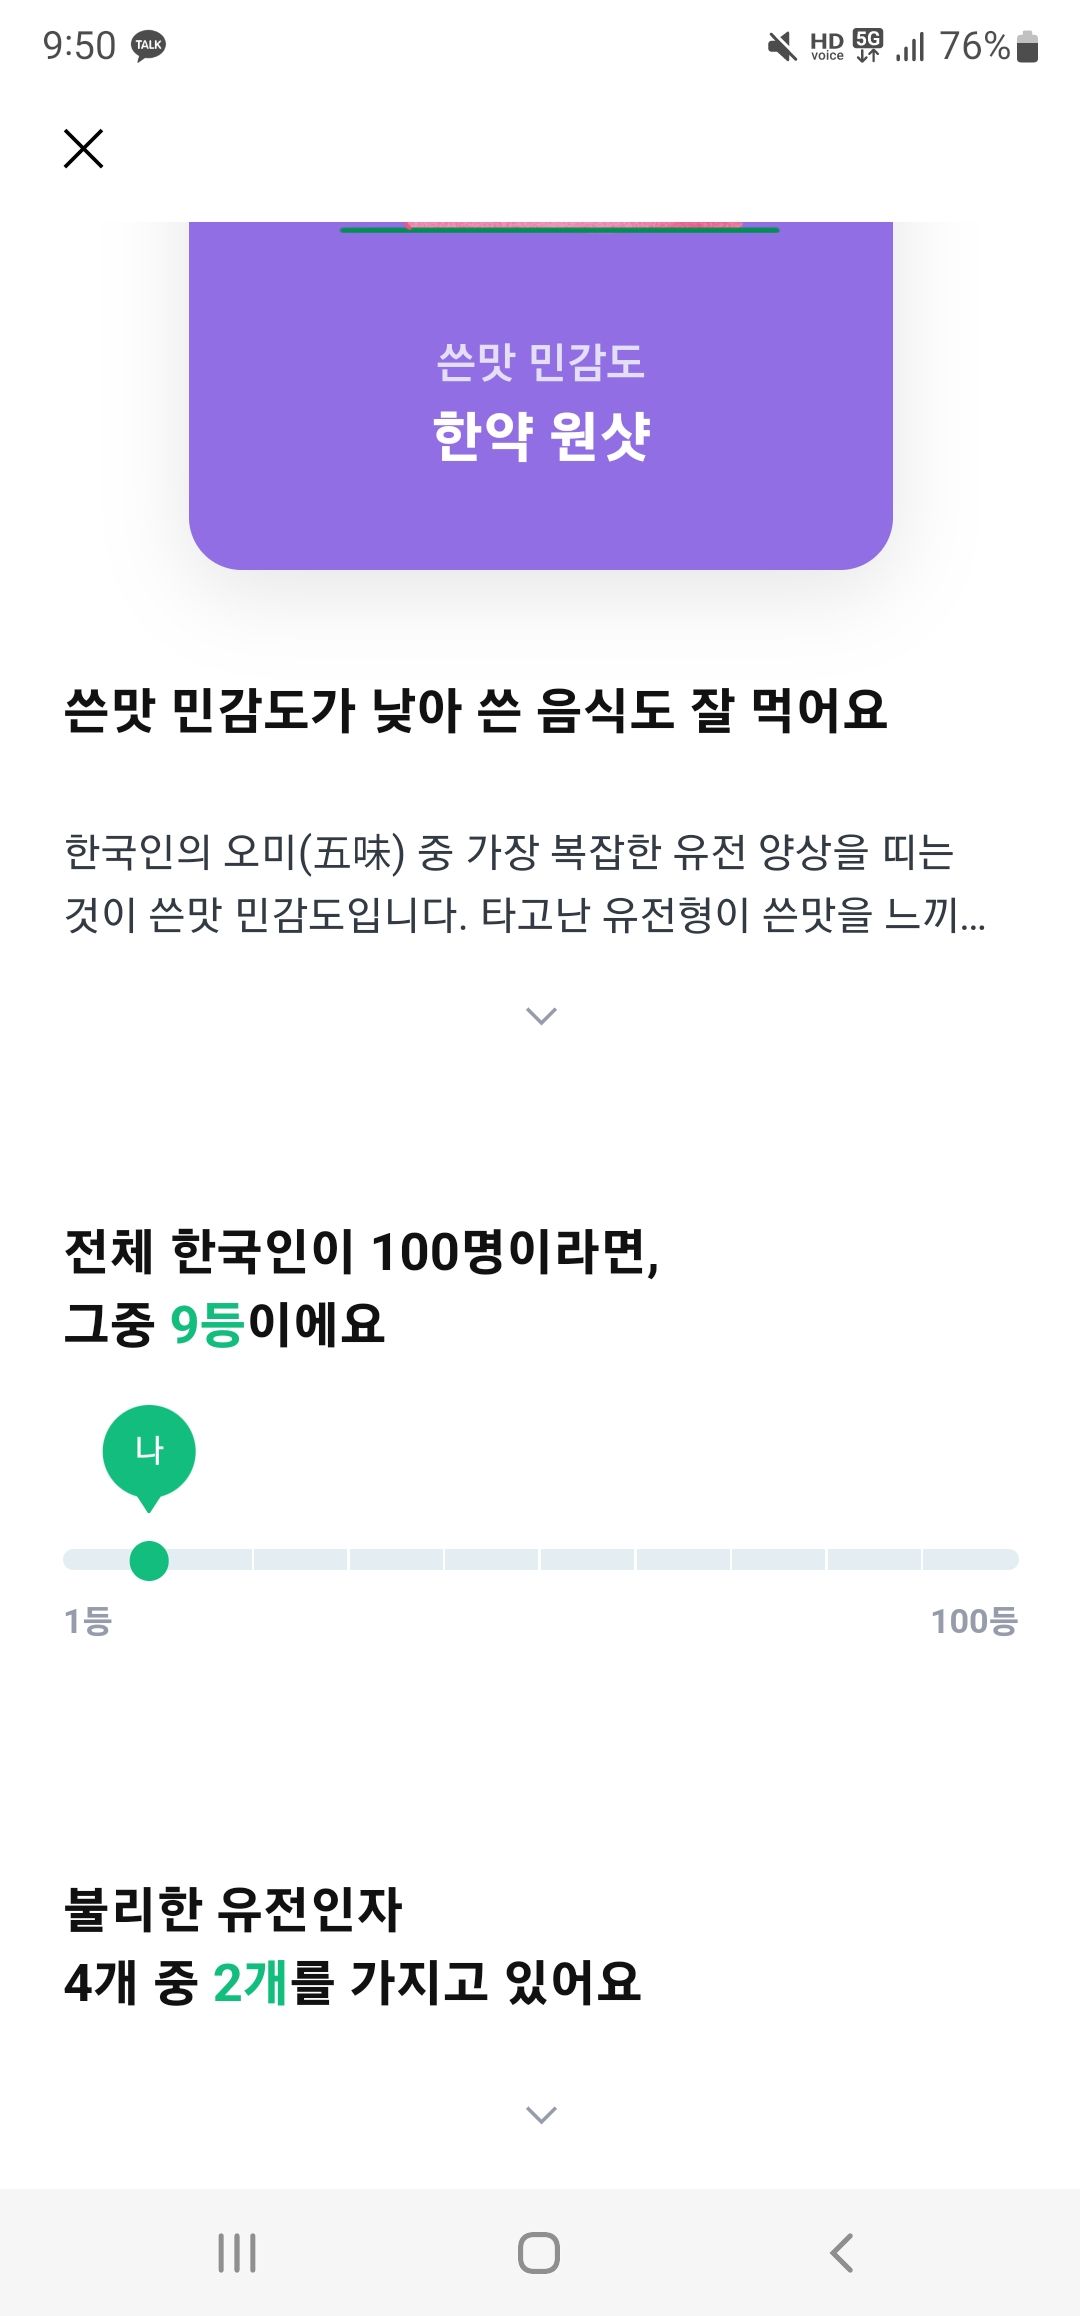 9:50 TALK HD voice 5G 76%
쓴맛 민감도
한약 원샷
쓴맛 민감도가 낮아 쓴 음식도 잘 먹어요
한국인의 오미(五味) 중 가장 복잡한 유전 양상을 띠는
것이 쓴맛 민감도입니다. 타고난 유전형이 쓴맛을 느끼...
전체 한국인이 100명이라면,
그중 9등이에요
나
1등 100등
불리한 유전인자
4개 중 2개를 가지고 있어요